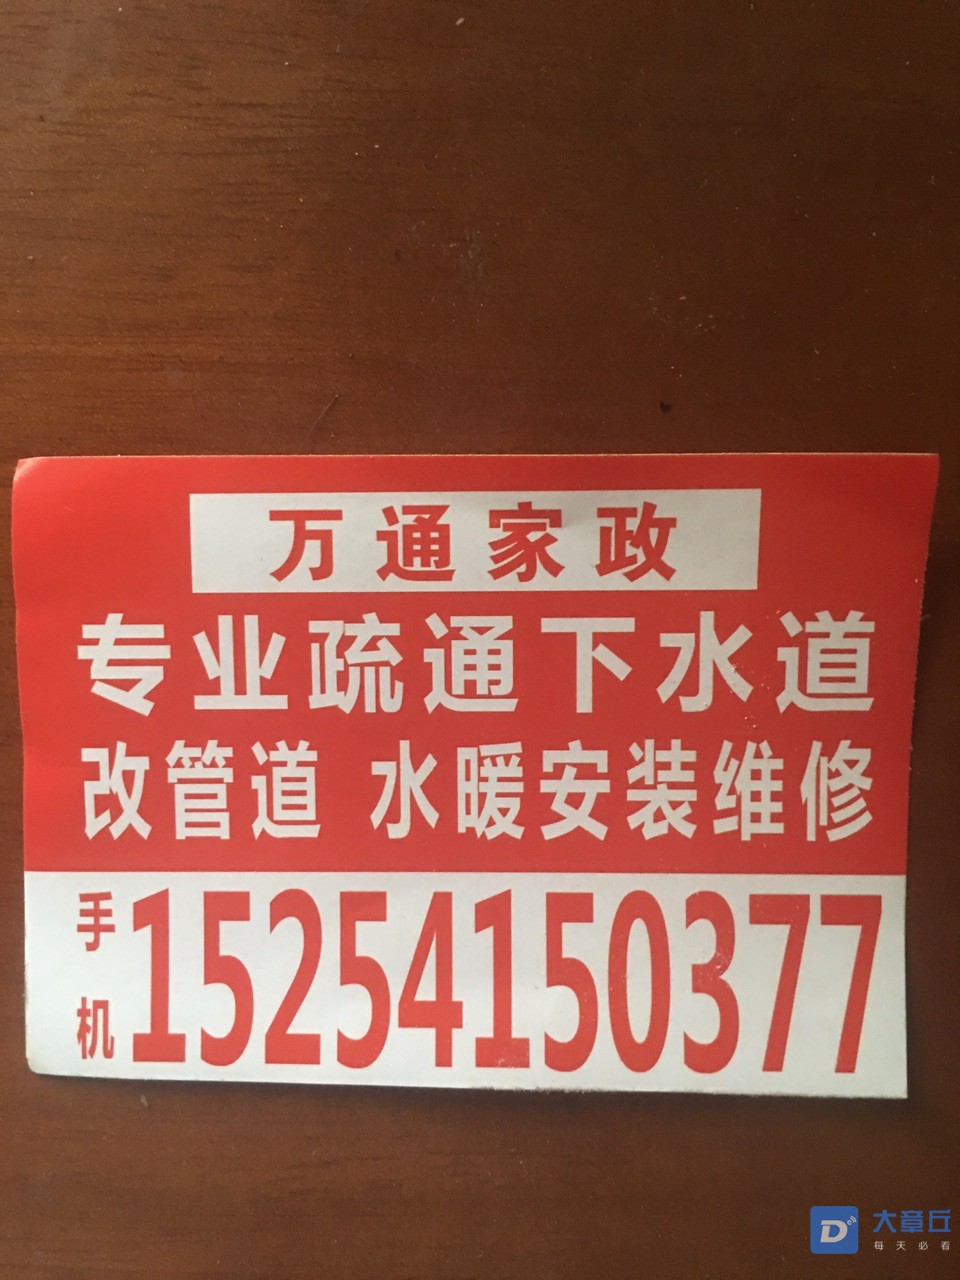 万通家政
专业疏通下水道
改管道 水暖安装维修
手机 15254150377
大章丘
每天必看